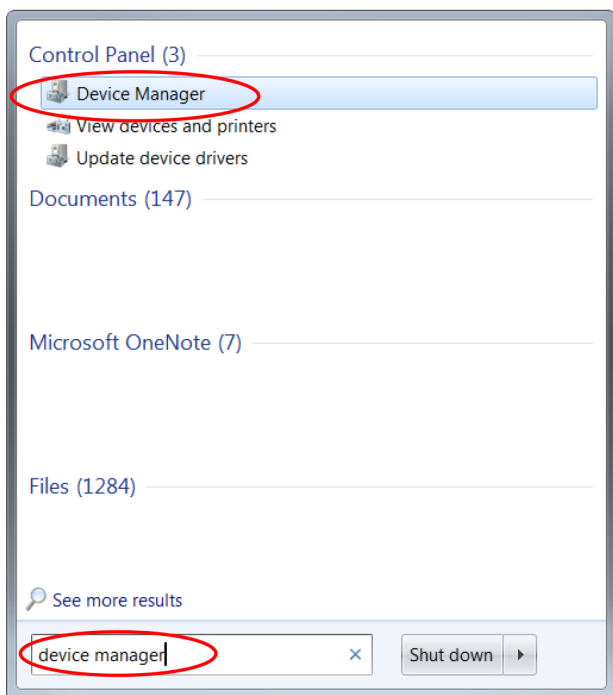 Control Panel (3)
Device Manager
View devices and printers
Update device drivers
Documents (147)
Microsoft OneNote (7)
Files (1284)
See more results
device manager
Shut down